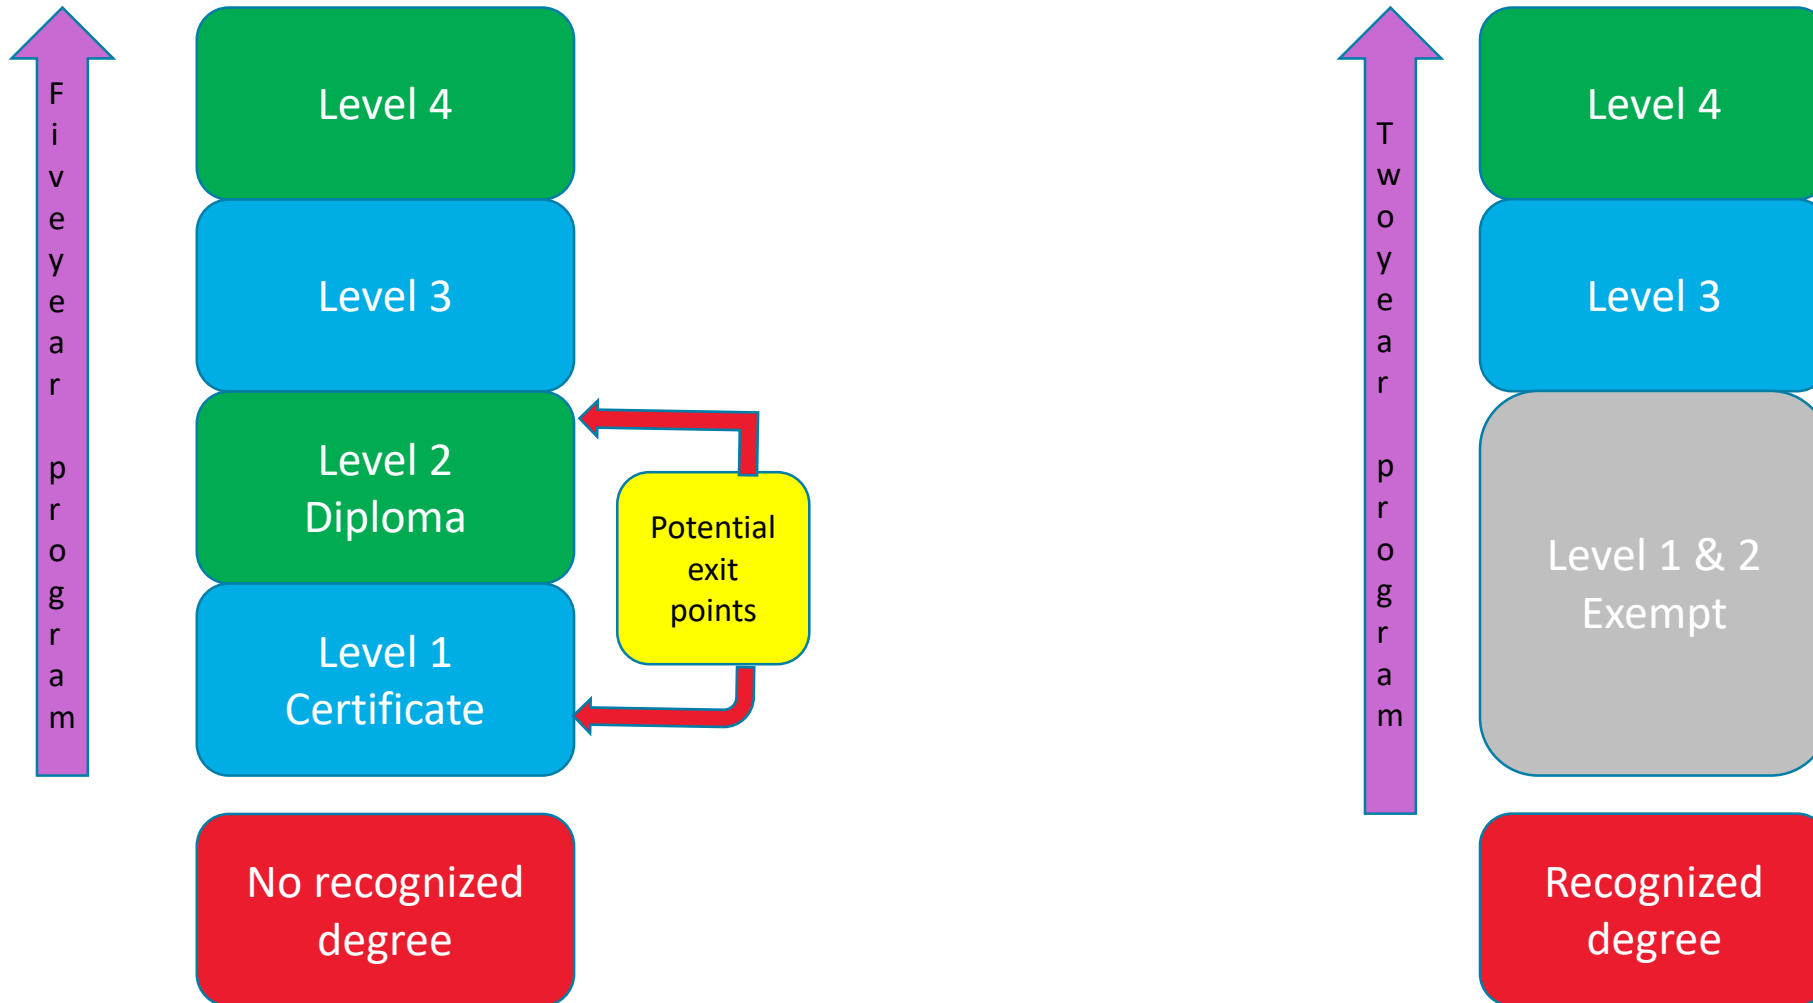 Five year program
Level 4
Level 3
Level 2
Diploma
Level 1
Certificate
No recognized
degree
Potential
exit
points
Two year program
Level 4
Level 3
Level 1 & 2
Exempt
Recognized
degree